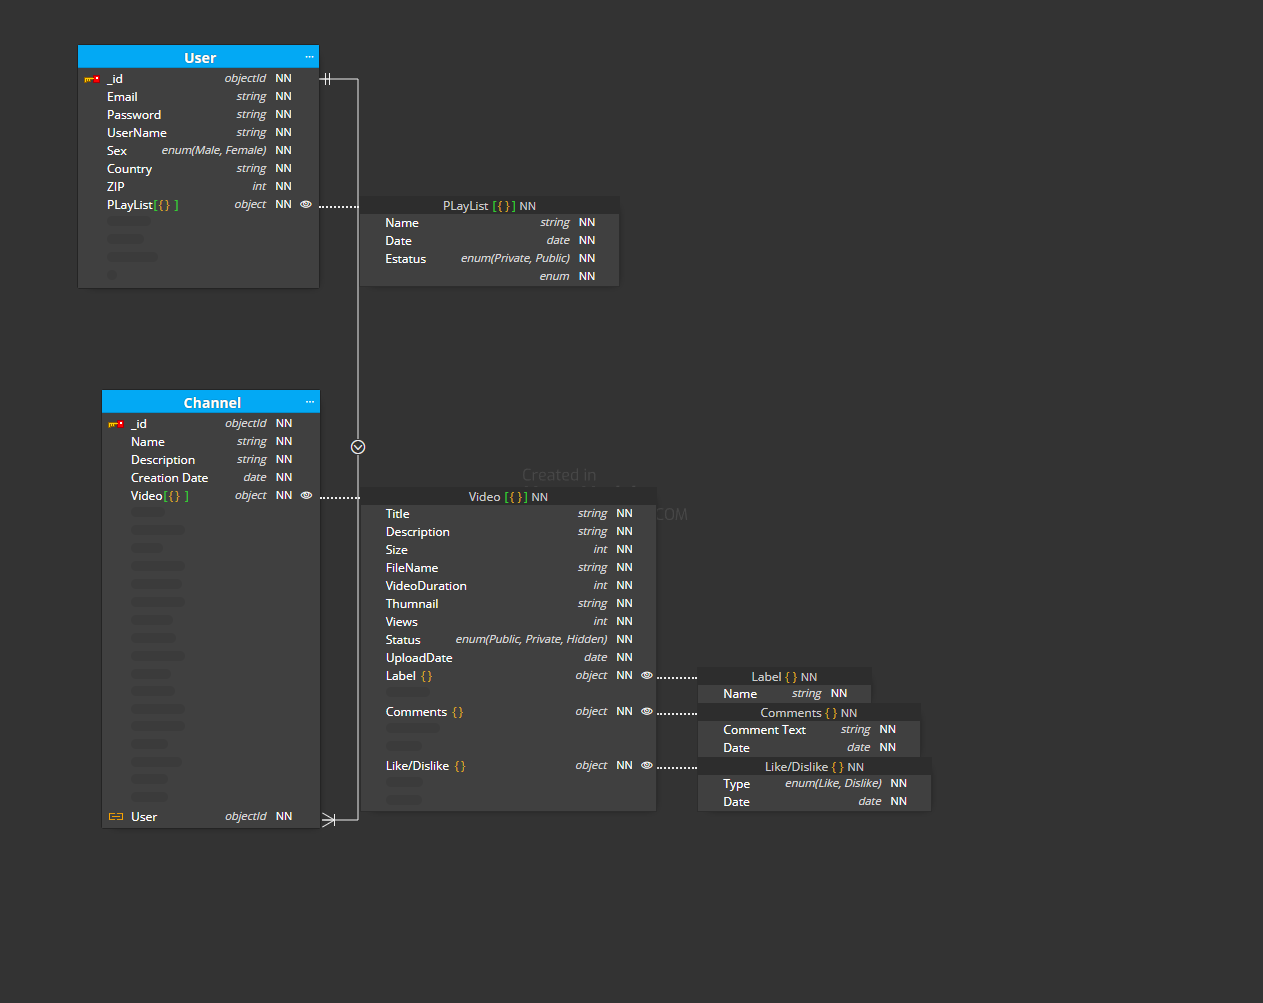 User ...
_id objectId NN
Email string NN
Password string NN
UserName string NN
Sex enum(Male, Female) NN
Country string NN
ZIP int NN
PLayList[{} ] object NN
PLayList [{}] NN
Name string NN
Date date NN
Estatus enum(Private, Public) NN
enum NN
Channel ...
_id objectId NN
Name string NN
Description string NN
Creation Date date NN
Video[{} ] object NN
Created in
COM
Video [{}] NN
Title string NN
Description string NN
Size int NN
FileName string NN
VideoDuration int NN
Thumnail string NN
Views int NN
Status enum(Public, Private, Hidden) NN
UploadDate date NN
Label {} object NN
Comments {} object NN
Like/Dislike {} object NN
Label {} NN
Name string NN
Comments {} NN
Comment Text string NN
Date date NN
Like/Dislike {} NN
Type enum(Like, Dislike) NN
Date date NN
User objectId NN